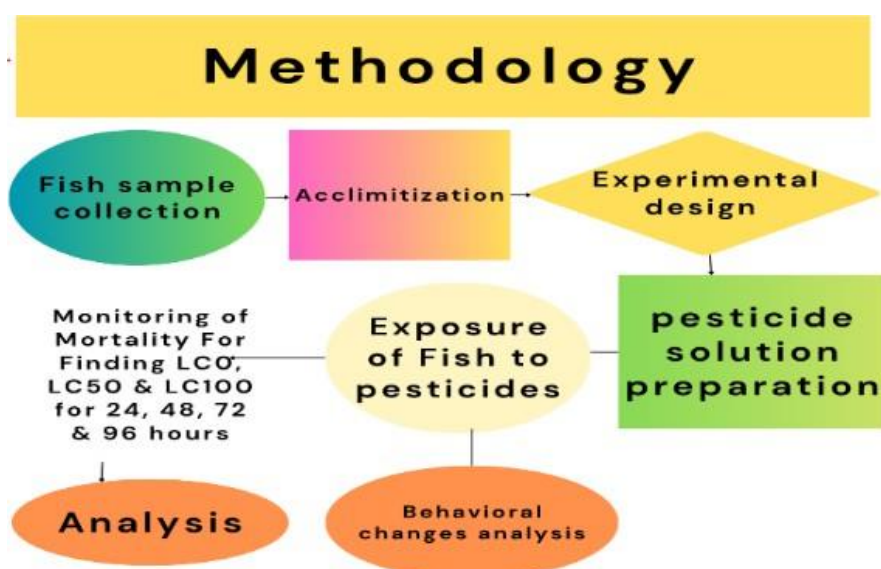 Methodology
Fish sample
collection
Acclimitization
Experimental
design
pesticide
solution
preparation
Exposure
of Fish to
pesticides
Monitoring of
Mortality For
Finding LC0,
LC50 & LC100
for 24, 48, 72
& 96 hours
Analysis
Behavioral
changes analysis